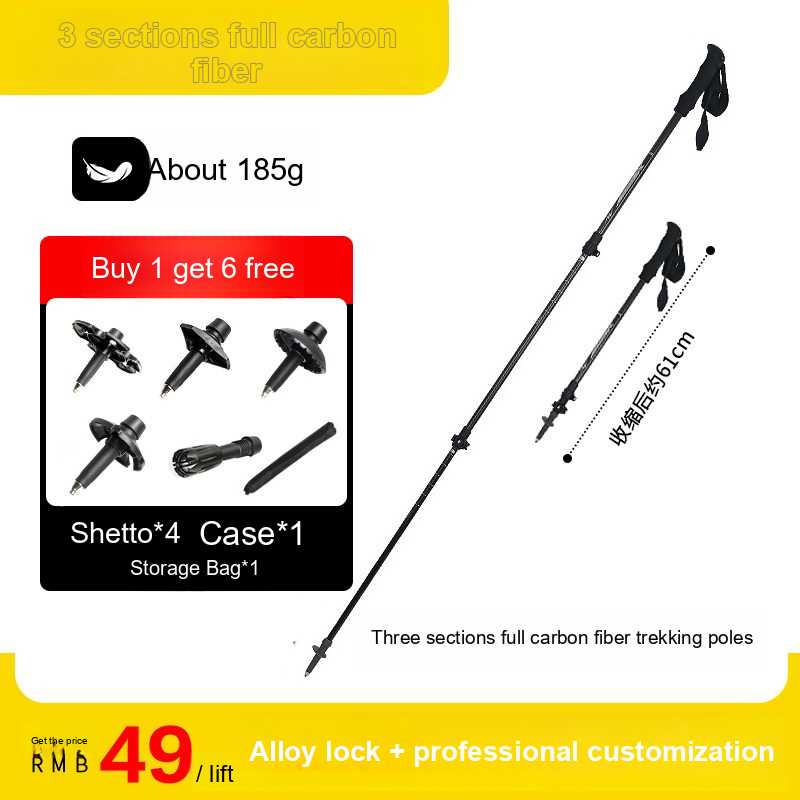 3 sections full carbon
fiber
About 185g
Buy 1 get 6 free
收缩后约61cm
Shetto*4 Case*1
Storage Bag*1
Three sections full carbon fiber trekking poles
Get the price
RMB 49 / lift
Alloy lock + professional customization